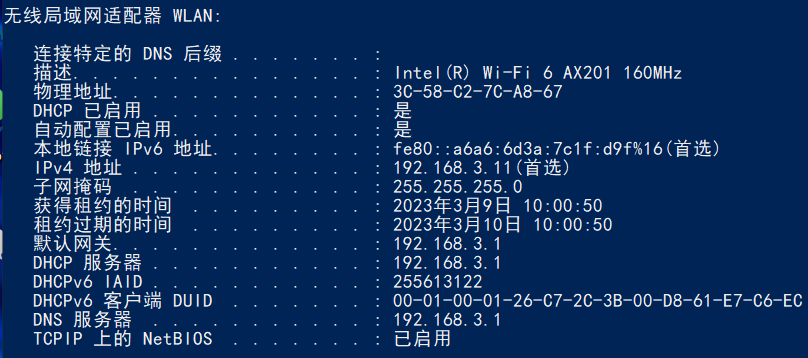 无线局域网适配器 WLAN:
连接特定的 DNS 后缀 . . . . . . . :
描述. . . . . . . . . . . . . . . : Intel(R) Wi-Fi 6 AX201 160MHz
物理地址. . . . . . . . . . . . . : 3C-58-C2-7C-A8-67
DHCP 已启用 . . . . . . . . . . . : 是
自动配置已启用. . . . . . . . . . : 是
本地链接 IPv6 地址. . . . . . . . : fe80::a6a6:6d3a:7c1f:d9f%16(首选)
IPv4 地址 . . . . . . . . . . . . : 192.168.3.11(首选)
子网掩码  . . . . . . . . . . . . : 255.255.255.0
获得租约的时间  . . . . . . . . . : 2023年3月9日 10:00:50
租约过期的时间  . . . . . . . . . : 2023年3月10日 10:00:50
默认网关. . . . . . . . . . . . . : 192.168.3.1
DHCP 服务器 . . . . . . . . . . . : 192.168.3.1
DHCPv6 IAID . . . . . . . . . . . : 255613122
DHCPv6 客户端 DUID  . . . . . . . : 00-01-00-01-26-C7-2C-3B-00-D8-61-E7-C6-EC
DNS 服务器  . . . . . . . . . . . : 192.168.3.1
TCPIP 上的 NetBIOS  . . . . . . . : 已启用